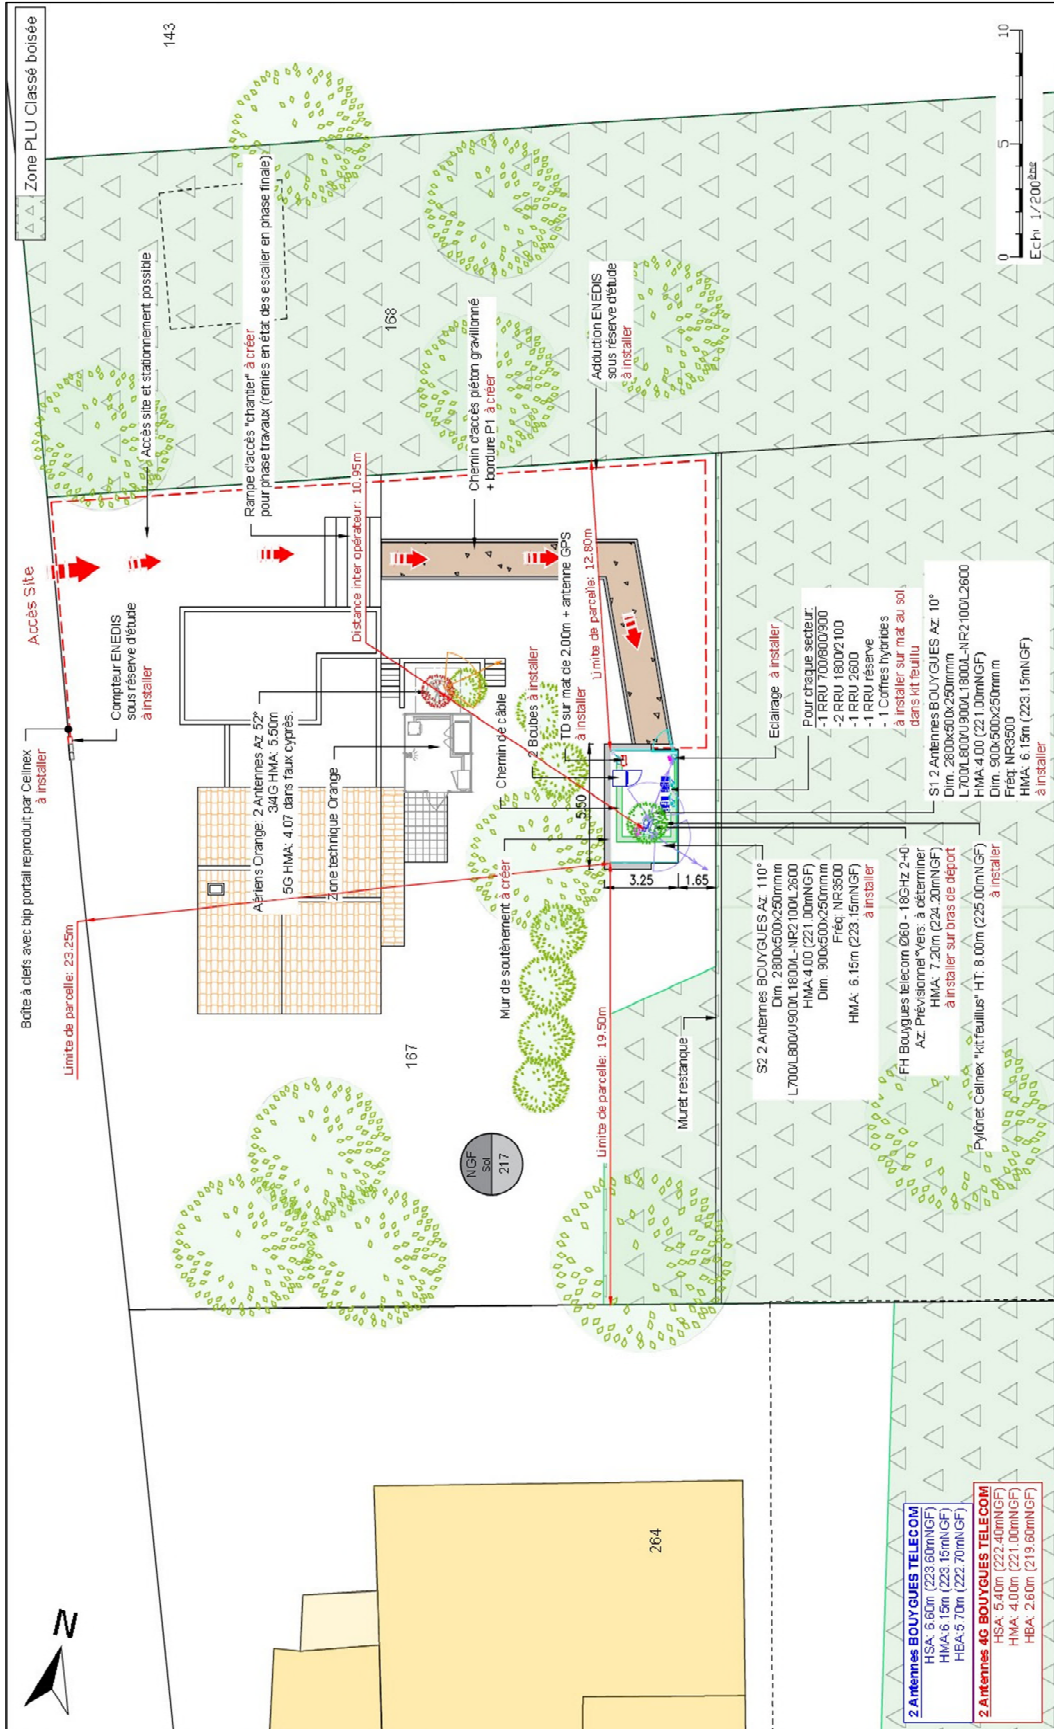 Zone PLU Classé boisée
143
Accès Site
Boîte à clefs avec bip portail reproduit par Cellnex
à installer
Compteur ENEDIS
sous réserve d'étude
à installer
Limite de parcelle: 23.25m
Accès site et stationnement possible
Rampe d'accès "chantier" à créer
pour phase travaux (remies en état des escalier en phase finale)
168
Distance inter opérateur: 10.95m
Aériens Orange: 2 Antennes Az 52°
3/4G HMA: 5.50m
5G HMA: 4.07 dans faux cyprès.
Zone technique Orange
Chemin d'accès piéton gravillonné
+ bordure P1 à créer
167
Mur de soutènement à créer
Chemin de câble
2 Boubes à installer
TD sur mat de 2.00m + antenne GPS
à installer
Limite de parcelle: 12.80m
Adduction ENEDIS
sous réserve d'étude
à installer
NGF
Sol
217
Limite de parcelle: 19.50m
5.50
3.25
1.65
Muret restanque
Eclairage à installer
Pour chaque secteur:
-1 RRU 700/800/900
-2 RRU 1800/2100
-1 RRU 2600
-1 RRU réserve
- 1 Coffres hybrides
à installer sur mat au sol
dans kit feuillu
S2 2 Antennes BOUYGUES Az: 110°
Dim. 2800x500x250mmm
L700/L800/U900/L1800/L-NR2100/L2600
HMA:4.00 (221.00mNGF)
Dim. 900x500x250mmm
Fréq: NR3500
HMA: 6.15m (223.15mNGF)
à installer
S1 2 Antennes BOUYGUES Az: 10°
Dim. 2800x500x250mmm
L700/L800/U900/L1800/L-NR2100/L2600
HMA:4.00 (221.00mNGF)
Dim. 900x500x250mmm
Fréq: NR3500
HMA: 6.15m (223.15mNGF)
à installer
FH Bouygues telecom Ø60 - 18GHz 2+0
Az: Prévisionnel Vers: à déterminer
HMA: 7.20m (224.20mNGF)
à installer sur bras de déport
Pylônet Cellnex "kit feuillus" HT: 8.00m (225.00mNGF)
à installer
264
N
2 Antennes BOUYGUES TELECOM
HSA: 6.60m (223.60mNGF)
HMA:6.15m (223.15mNGF)
HBA:5.70m (222.70mNGF)
2 Antennes 4G BOUYGUES TELECOM
HSA: 5.40m (222.40mNGF)
HMA: 4.00m (221.00mNGF)
HBA: 2.60m (219.60mNGF)
0 5 10
Ech: 1/200ème